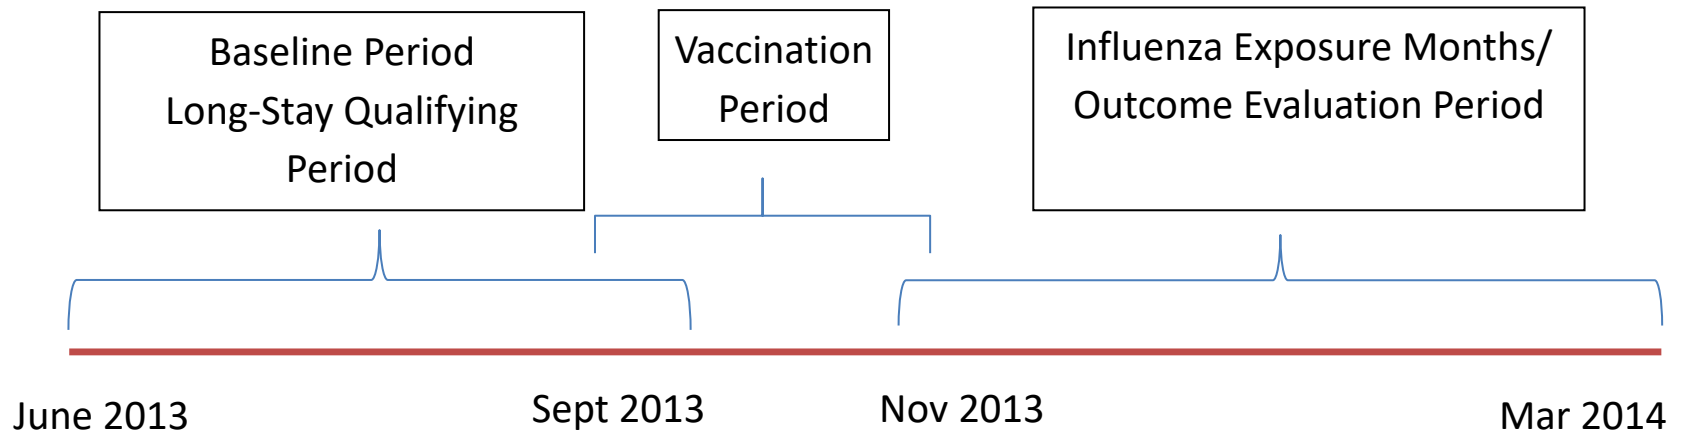 Baseline Period
Long-Stay Qualifying
Period
Vaccination
Period
Influenza Exposure Months/
Outcome Evaluation Period
June 2013
Sept 2013
Nov 2013
Mar 2014